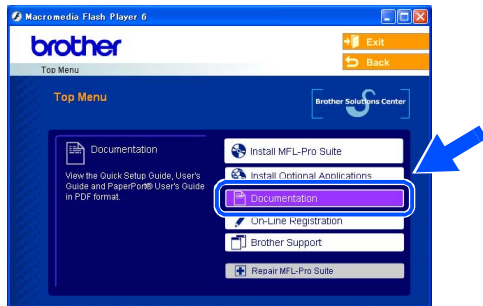 Macromedia Flash Player 6
brother
Exit
Back
Top Menu
Top Menu
Brother Solutions Center
Documentation
View the Quick Setup Guide, User's
Guide and PaperPort® User's Guide
in PDF format.
Install MFL-Pro Suite
Install Optional Applications
Documentation
On-Line Registration
Brother Support
Repair MFL-Pro Suite